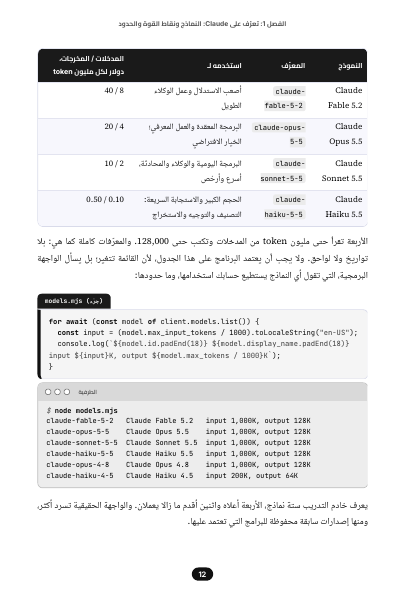 الفصل 1: تعرّف على Claude: النماذج ونقاط القوة والحدود
النموذج المعرّف استخدمه لـ المدخلات / المخرجات، دولار لكل مليون token
Claude Fable 5.2 claude-fable-5-2 أصعب الاستدلال وعمل الوكلاء الطويل 8 / 40
Claude Opus 5.5 claude-opus-5-5 البرمجة المعقدة والعمل المعرفي؛ الخيار الافتراضي 4 / 20
Claude Sonnet 5.5 claude-sonnet-5-5 البرمجة اليومية والوكلاء والمحادثة، أسرع وأرخص 2 / 10
Claude Haiku 5.5 claude-haiku-5-5 الحجم الكبير والاستجابة السريعة: التصنيف والتوجيه والاستخراج 0.10 / 0.50
الأربعة تقرأ حتى مليون token من المدخلات وتكتب حتى 128,000. والمعرّفات كاملة كما هي: بلا
تواريخ ولا لواحق. ولا يجب أن يعتمد البرنامج على هذا الجدول، لأن القائمة تتغير؛ بل يسأل الواجهة
البرمجية، التي تقول أي النماذج يستطيع حسابك استخدامها، وما حدودها:
models.mjs (جزء)
for await (const model of client.models.list()) {
const input = (model.max_input_tokens / 1000).toLocaleString("en-US");
console.log(`${model.id.padEnd(18)} ${model.display_name.padEnd(18)}
input ${input}K, output ${model.max_tokens / 1000}K`);
}
الطرفية
$ node models.mjs
claude-fable-5-2 Claude Fable 5.2 input 1,000K, output 128K
claude-opus-5-5 Claude Opus 5.5 input 1,000K, output 128K
claude-sonnet-5-5 Claude Sonnet 5.5 input 1,000K, output 128K
claude-haiku-5-5 Claude Haiku 5.5 input 1,000K, output 128K
claude-opus-4-8 Claude Opus 4.8 input 1,000K, output 128K
claude-haiku-4-5 Claude Haiku 4.5 input 200K, output 64K
يعرف خادم التدريب ستة نماذج، الأربعة أعلاه واثنين أقدم ما زالا يعملان. والواجهة الحقيقية تسرد أكثر،
ومنها إصدارات سابقة محفوظة للبرامج التي تعتمد عليها.
12